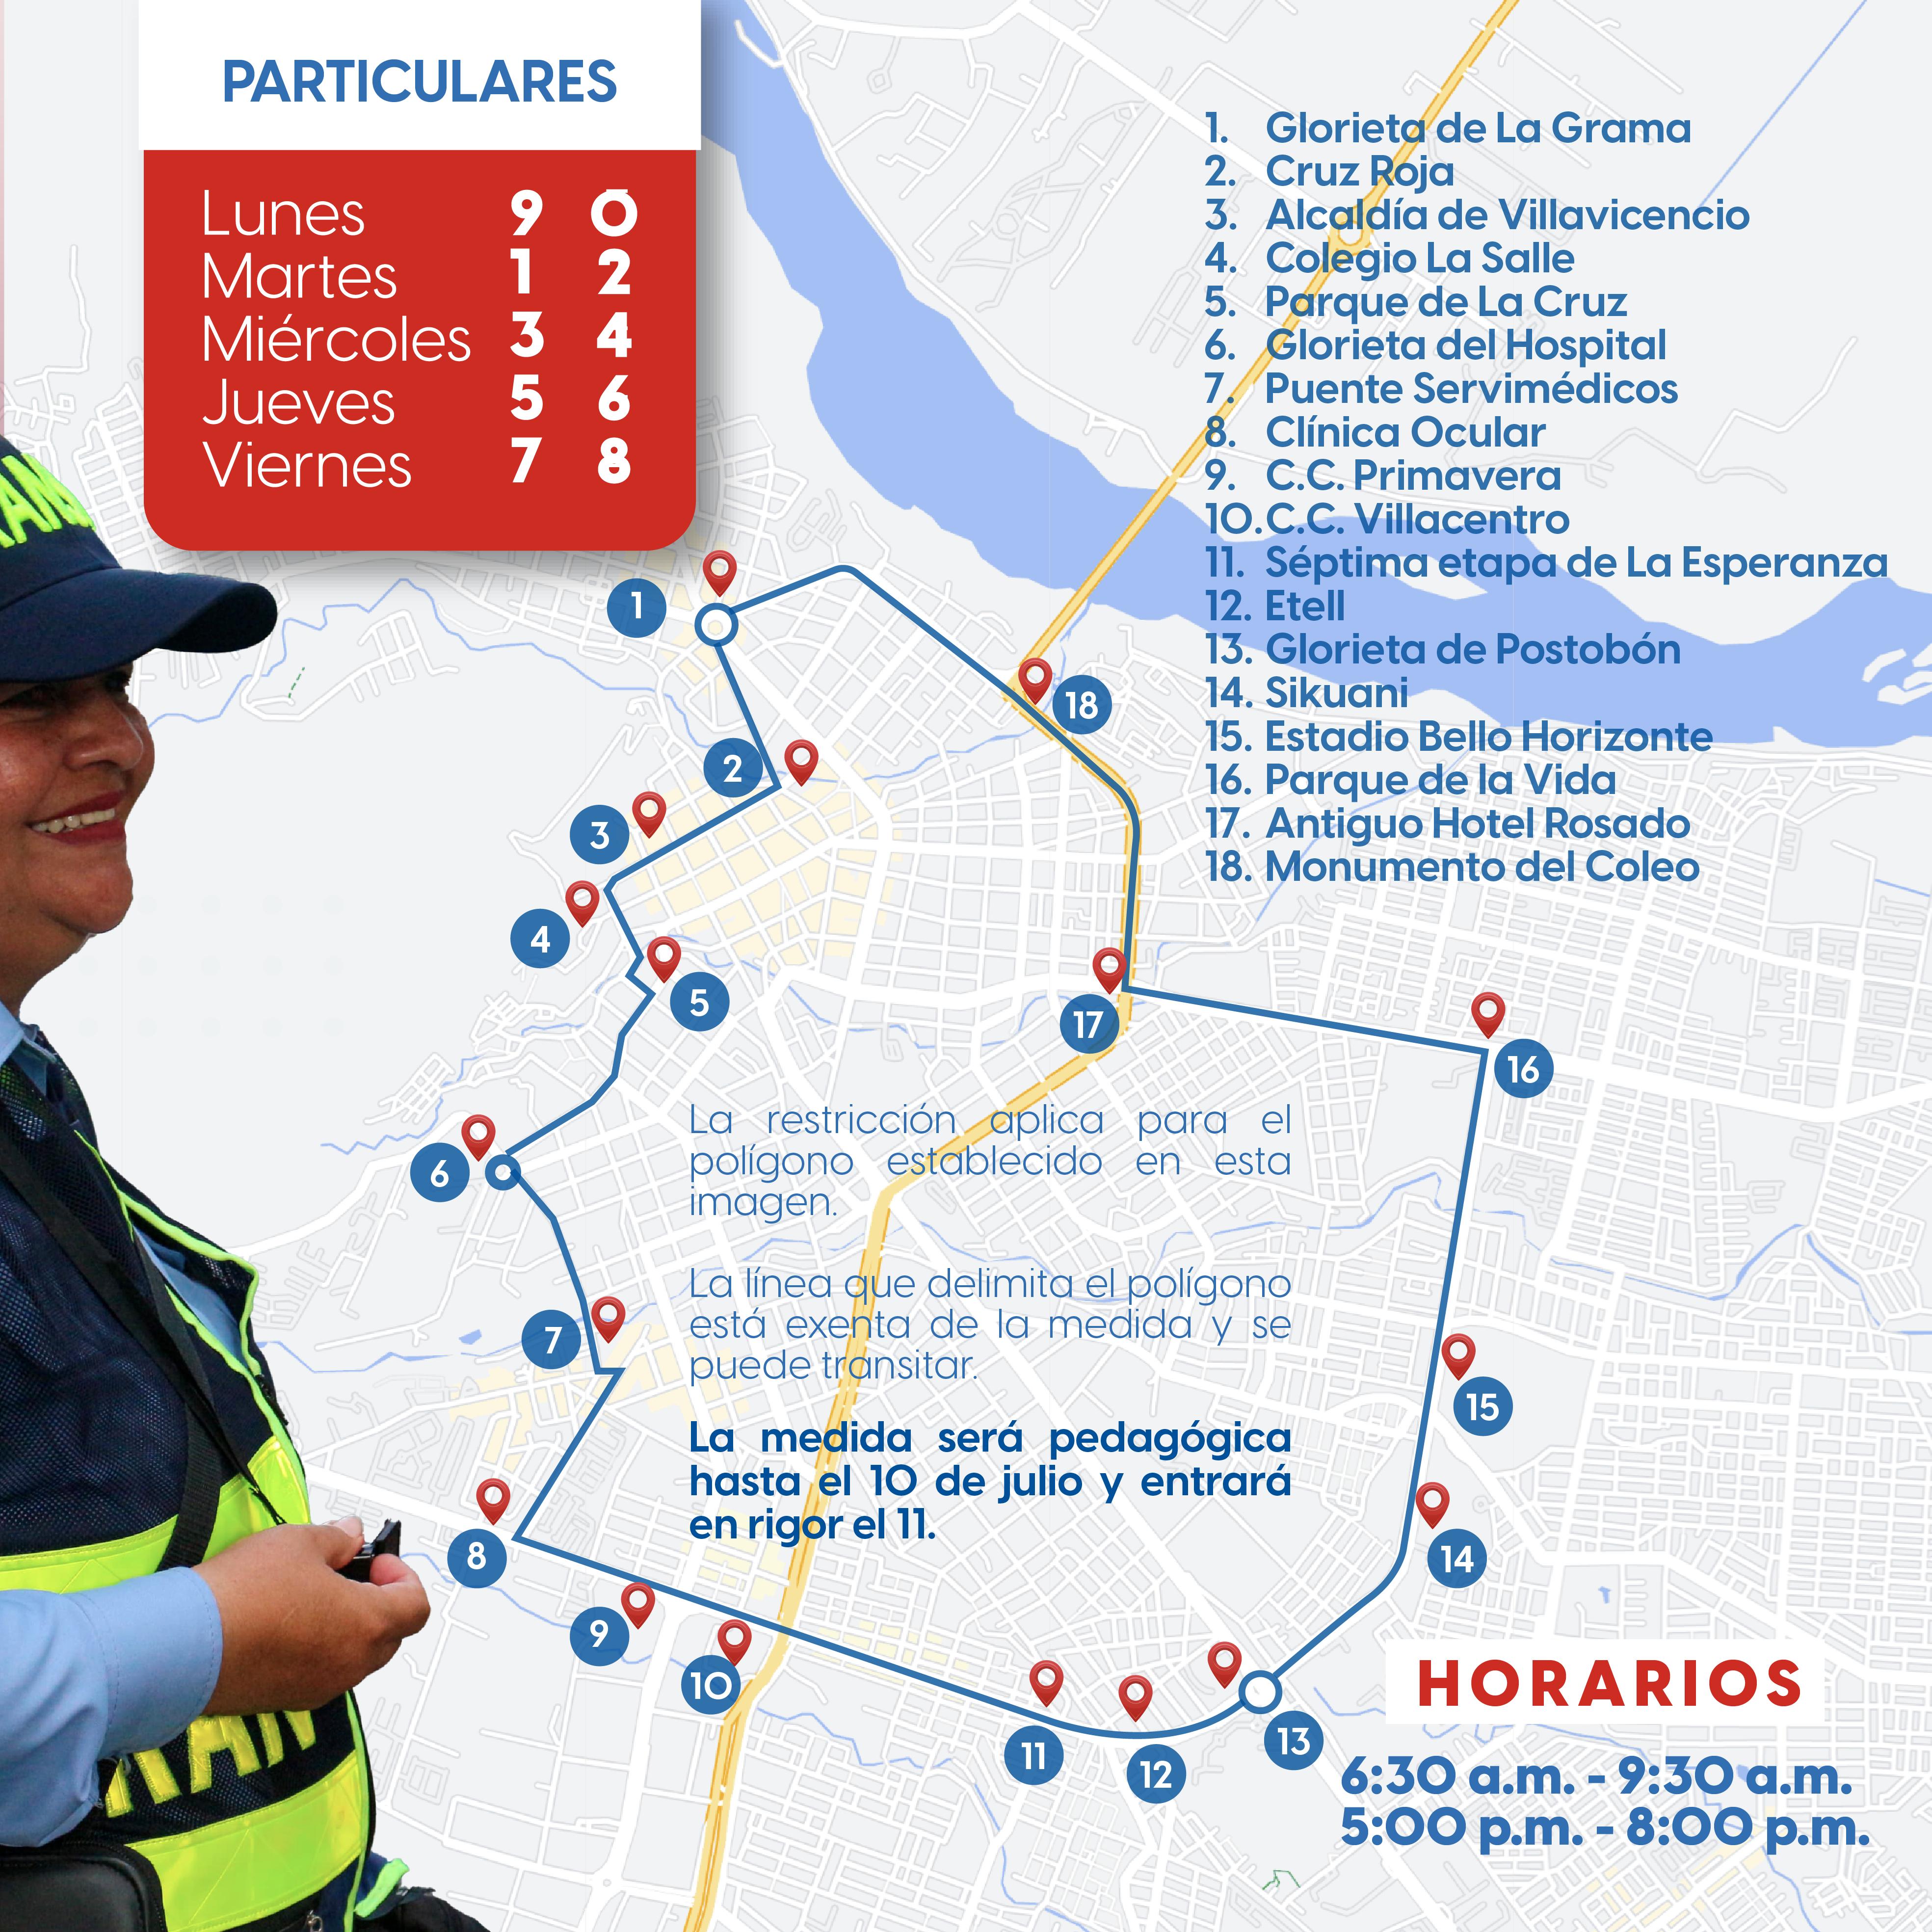 PARTICULARES
Lunes 9 0
Martes 1 2
Miércoles 3 4
Jueves 5 6
Viernes 7 8
1. Glorieta de La Grama
2. Cruz Roja
3. Alcaldía de Villavicencio
4. Colegio La Salle
5. Parque de La Cruz
6. Glorieta del Hospital
7. Puente Servimédicos
8. Clínica Ocular
9. C.C. Primavera
10. C.C. Villacentro
11. Séptima etapa de La Esperanza
12. Etell
13. Glorieta de Postobón
14. Sikuani
15. Estadio Bello Horizonte
16. Parque de la Vida
17. Antiguo Hotel Rosado
18. Monumento del Coleo
1
18
2
3
4
5
17
16
6
7
15
8
14
9
10
11
12
13
La restricción aplica para el
polígono establecido en esta
imagen.
La línea que delimita el polígono
está exenta de la medida y se
puede transitar.
La medida será pedagógica
hasta el 10 de julio y entrará
en rigor el 11.
HORARIOS
6:30 a.m. - 9:30 a.m.
5:00 p.m. - 8:00 p.m.